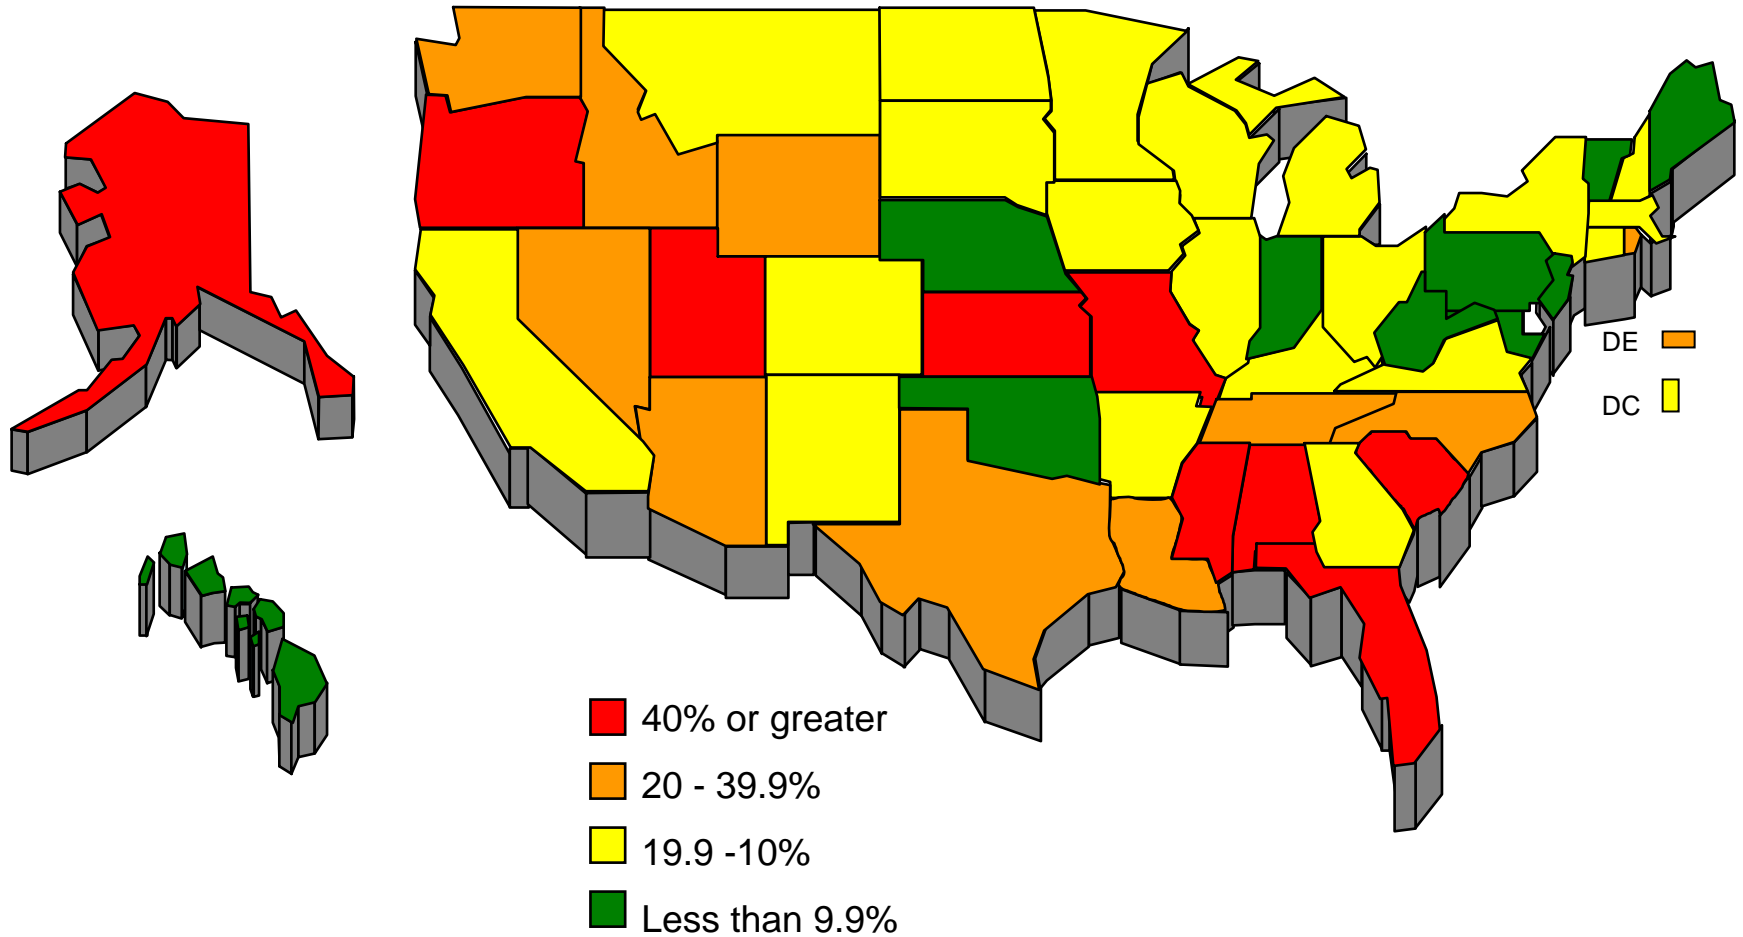 DE
DC
40% or greater
20 - 39.9%
19.9 -10%
Less than 9.9%